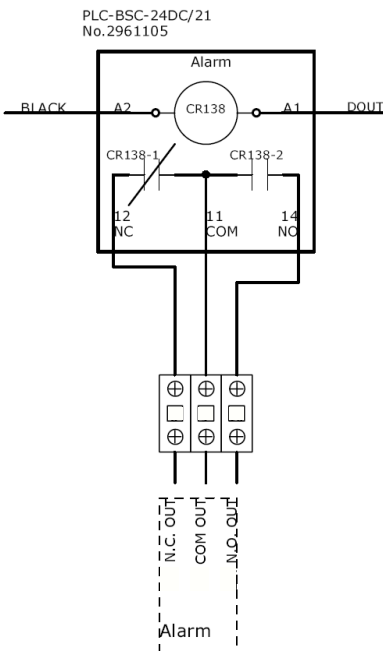 PLC-BSC-24DC/21
No.2961105
Alarm
BLACK
A2
CR138
A1
DOUT
CR138-1
CR138-2
12
NC
11
COM
14
NO
N.C. OUT
COM OUT
N.O. OUT
Alarm